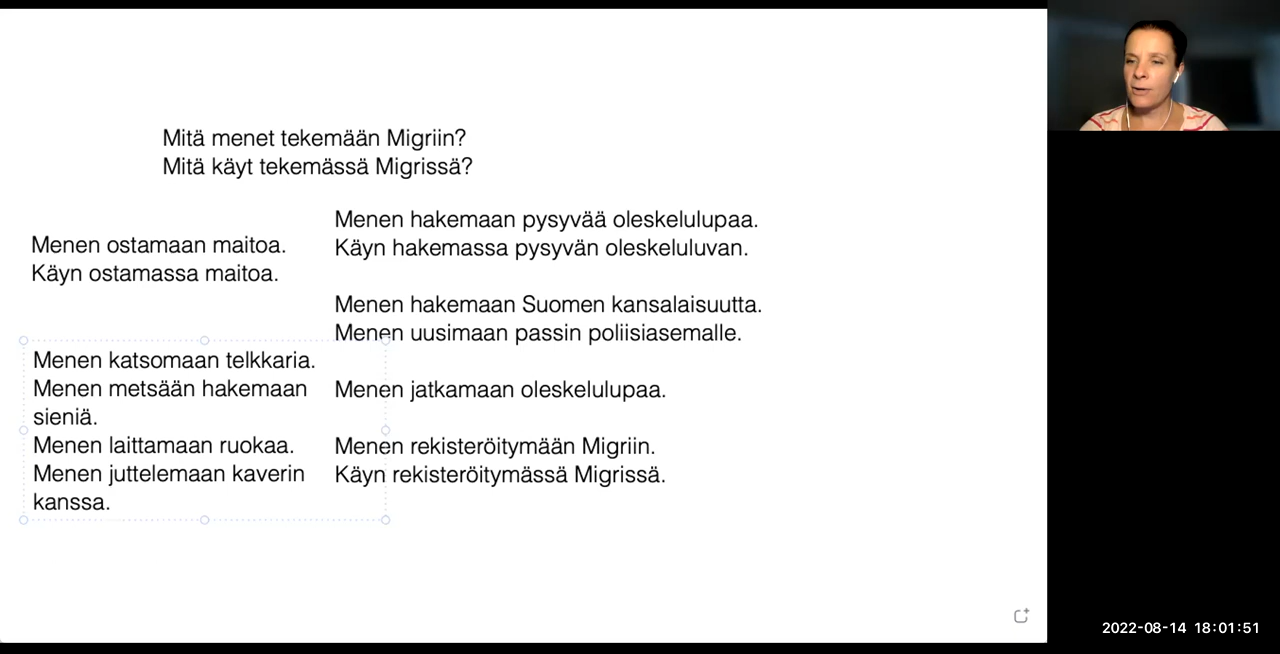 Mitä menet tekemään Migriin?
Mitä käyt tekemässä Migrissä?
Menen ostamaan maitoa.
Käyn ostamassa maitoa.
Menen katsomaan telkkaria.
Menen metsään hakemaan
sieniä.
Menen laittamaan ruokaa.
Menen juttelemaan kaverin
kanssa.
Menen hakemaan pysyvää oleskelulupaa.
Käyn hakemassa pysyvän oleskeluluvan.
Menen hakemaan Suomen kansalaisuutta.
Menen uusimaan passin poliisiasemalle.
Menen jatkamaan oleskelulupaa.
Menen rekisteröitymään Migriin.
Käyn rekisteröitymässä Migrissä.
2022-08-14 18:01:51